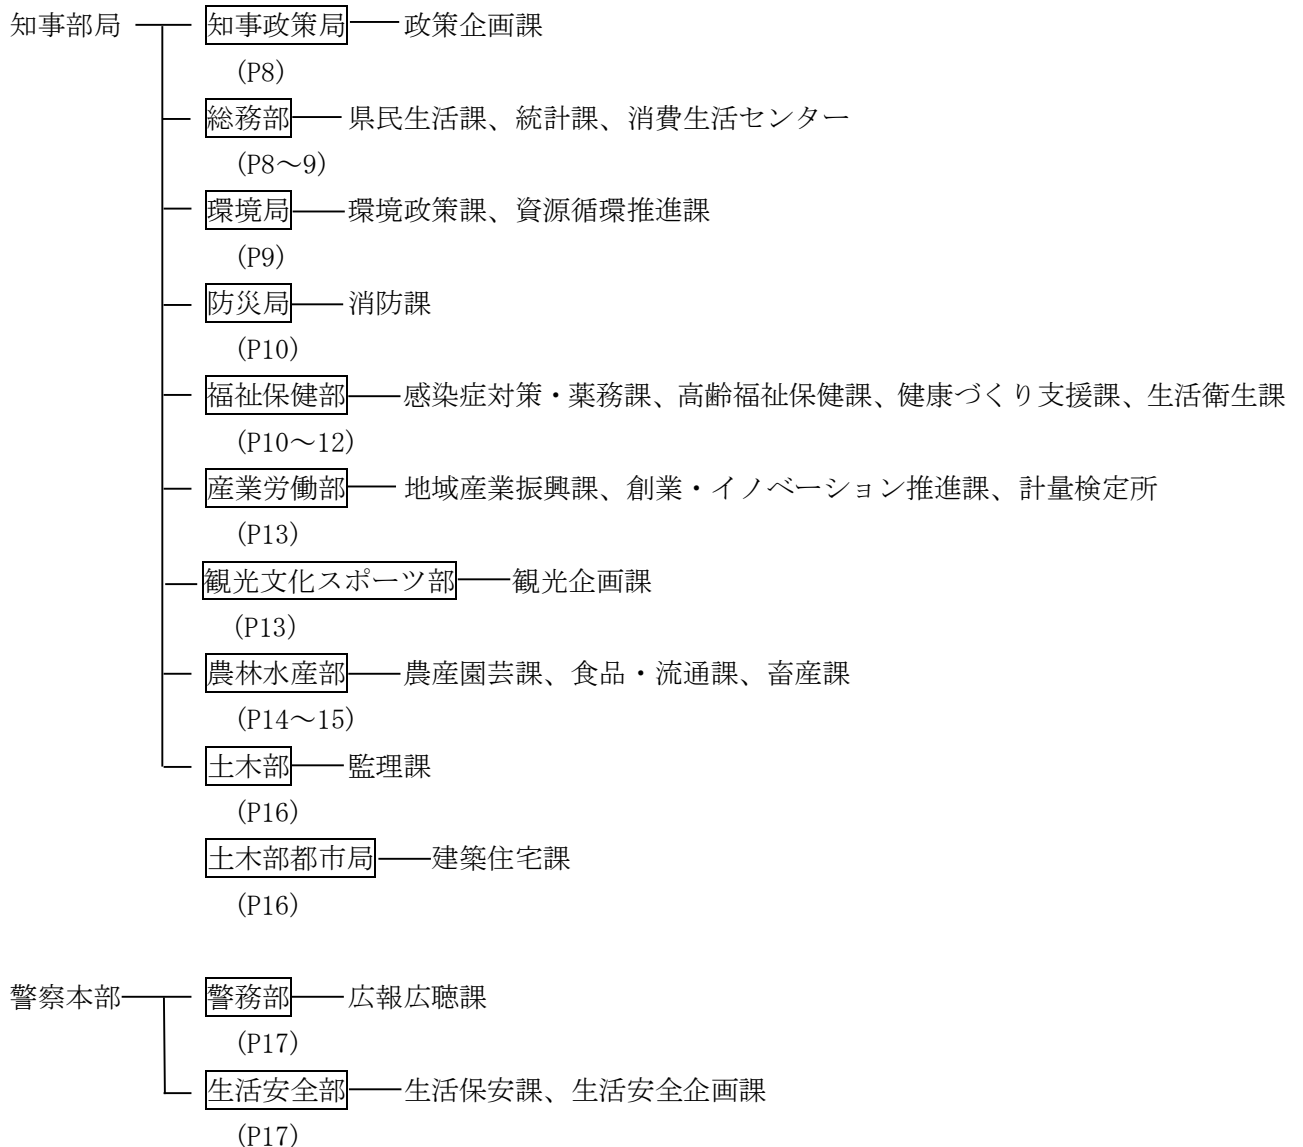 知事部局 知事政策局 政策企画課
(P8)
総務部 県民生活課、統計課、消費生活センター
(P8～9)
環境局 環境政策課、資源循環推進課
(P9)
防災局 消防課
(P10)
福祉保健部 感染症対策・薬務課、高齢福祉保健課、健康づくり支援課、生活衛生課
(P10～12)
産業労働部 地域産業振興課、創業・イノベーション推進課、計量検定所
(P13)
観光文化スポーツ部 観光企画課
(P13)
農林水産部 農産園芸課、食品・流通課、畜産課
(P14～15)
土木部 監理課
(P16)
土木部都市局 建築住宅課
(P16)
警察本部 警務部 広報広聴課
(P17)
生活安全部 生活保安課、生活安全企画課
(P17)